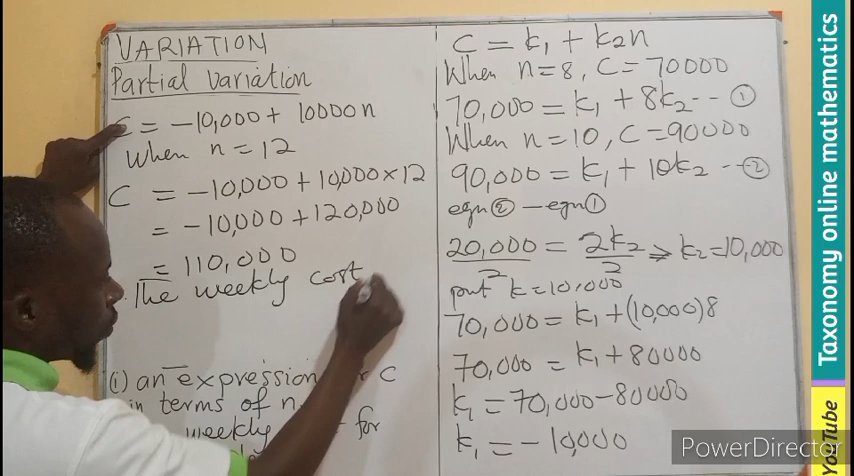 VARIATION
Partial variation
C = -10,000 + 10000n
When n = 12
C = -10,000 + 10,000 × 12
= -10,000 + 120,000
= 110,000
The weekly cost
(i) an expression C
in terms of n
weekly for
C = k₁ + k₂n
When n = 8, C = 70000
70,000 = k₁ + 8k₂ -- ①
When n = 10, C = 90000
90,000 = k₁ + 10k₂ -- ②
eqn② - eqn①
20,000/2 = 2k₂/2 => k₂ = 10,000
put k = 10,000
70,000 = k₁ + (10,000)8
70,000 = k₁ + 80000
k₁ = 70,000 - 80000
k₁ = -10,000
PowerDirector
YouTube Taxonomy online mathematics